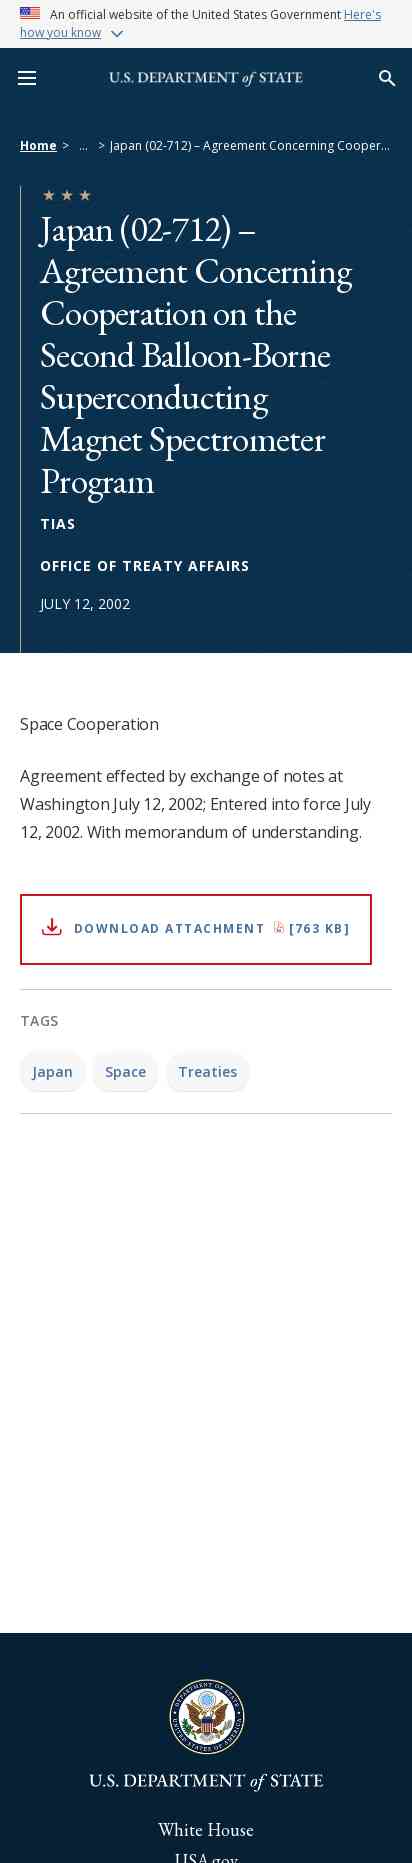 An official website of the United States Government Here's
how you know
U.S. DEPARTMENT of STATE
Home > ... > Japan (02-712) – Agreement Concerning Cooper...
Japan (02-712) –
Agreement Concerning
Cooperation on the
Second Balloon-Borne
Superconducting
Magnet Spectrometer
Program
TIAS
OFFICE OF TREATY AFFAIRS
JULY 12, 2002
Space Cooperation
Agreement effected by exchange of notes at
Washington July 12, 2002; Entered into force July
12, 2002. With memorandum of understanding.
DOWNLOAD ATTACHMENT [763 KB]
TAGS
Japan Space Treaties
DEPARTMENT OF STATE
UNITED STATES OF AMERICA
U.S. DEPARTMENT of STATE
White House
USA.gov